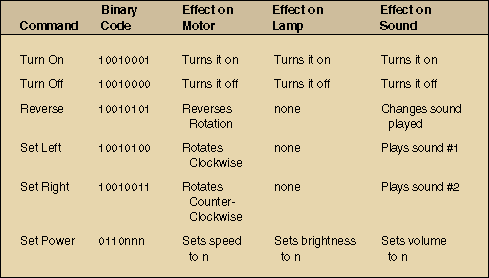 Binary Effect on Effect on Effect on
Command Code Motor Lamp Sound
Turn On 10010001 Turns it on Turns it on Turns it on
Turn Off 10010000 Turns it off Turns it off Turns it off
Reverse 10010101 Reverses none Changes sound
Rotation played
Set Left 10010100 Rotates none Plays sound #1
Clockwise
Set Right 10010011 Rotates none Plays sound #2
Counter-
Clockwise
Set Power 0110nnn Sets speed Sets brightness Sets volume
to n to n to n